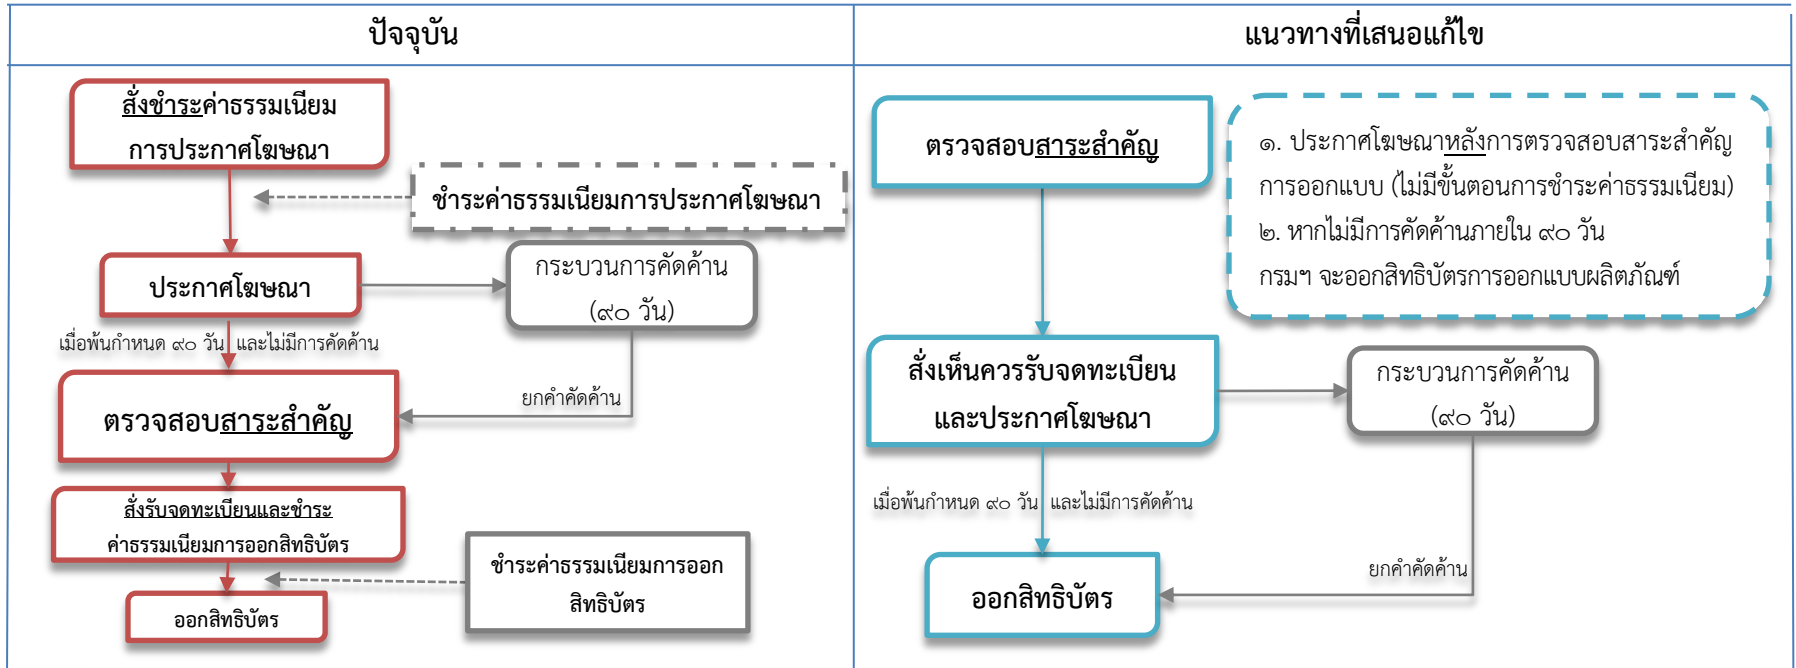 ปัจจุบัน
สั่งชำระค่าธรรมเนียม
การประกาศโฆษณา
ชำระค่าธรรมเนียมการประกาศโฆษณา
ประกาศโฆษณา
กระบวนการคัดค้าน
(๙๐ วัน)
เมื่อพ้นกำหนด ๙๐ วัน และไม่มีการคัดค้าน
ยกคำคัดค้าน
ตรวจสอบสาระสำคัญ
สั่งรับจดทะเบียนและชำระ
ค่าธรรมเนียมการออกสิทธิบัตร
ชำระค่าธรรมเนียมการออก
สิทธิบัตร
ออกสิทธิบัตร
แนวทางที่เสนอแก้ไข
ตรวจสอบสาระสำคัญ
๑. ประกาศโฆษณาหลังการตรวจสอบสาระสำคัญ
การออกแบบ (ไม่มีขั้นตอนการชำระค่าธรรมเนียม)
๒. หากไม่มีการคัดค้านภายใน ๙๐ วัน
กรมฯ จะออกสิทธิบัตรการออกแบบผลิตภัณฑ์
สั่งเห็นควรรับจดทะเบียน
และประกาศโฆษณา
กระบวนการคัดค้าน
(๙๐ วัน)
เมื่อพ้นกำหนด ๙๐ วัน และไม่มีการคัดค้าน
ยกคำคัดค้าน
ออกสิทธิบัตร